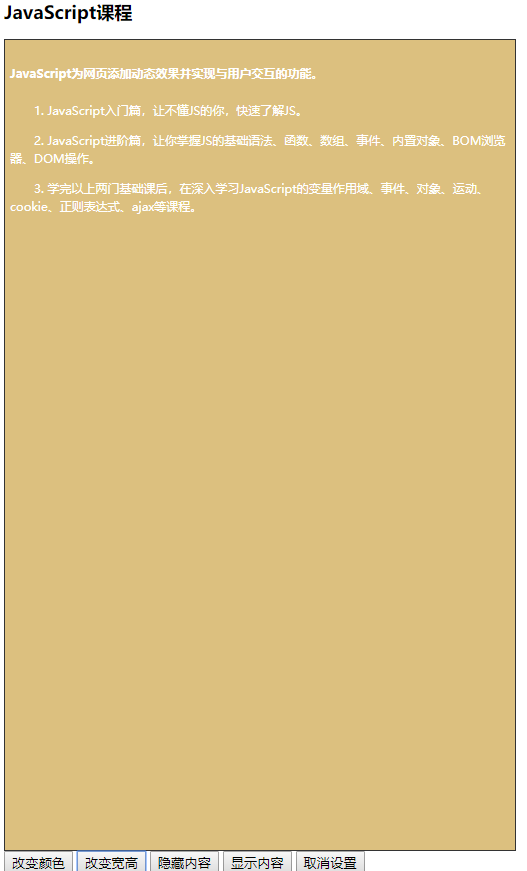 JavaScript课程
JavaScript为网页添加动态效果并实现与用户交互的功能。
1. JavaScript入门篇，让不懂JS的你，快速了解JS。
2. JavaScript进阶篇，让你掌握JS的基础语法、函数、数组、事件、内置对象、BOM浏览
器、DOM操作。
3. 学完以上两门基础课后，在深入学习JavaScript的变量作用域、事件、对象、运动、
cookie、正则表达式、ajax等课程。
改变颜色 改变宽高 隐藏内容 显示内容 取消设置